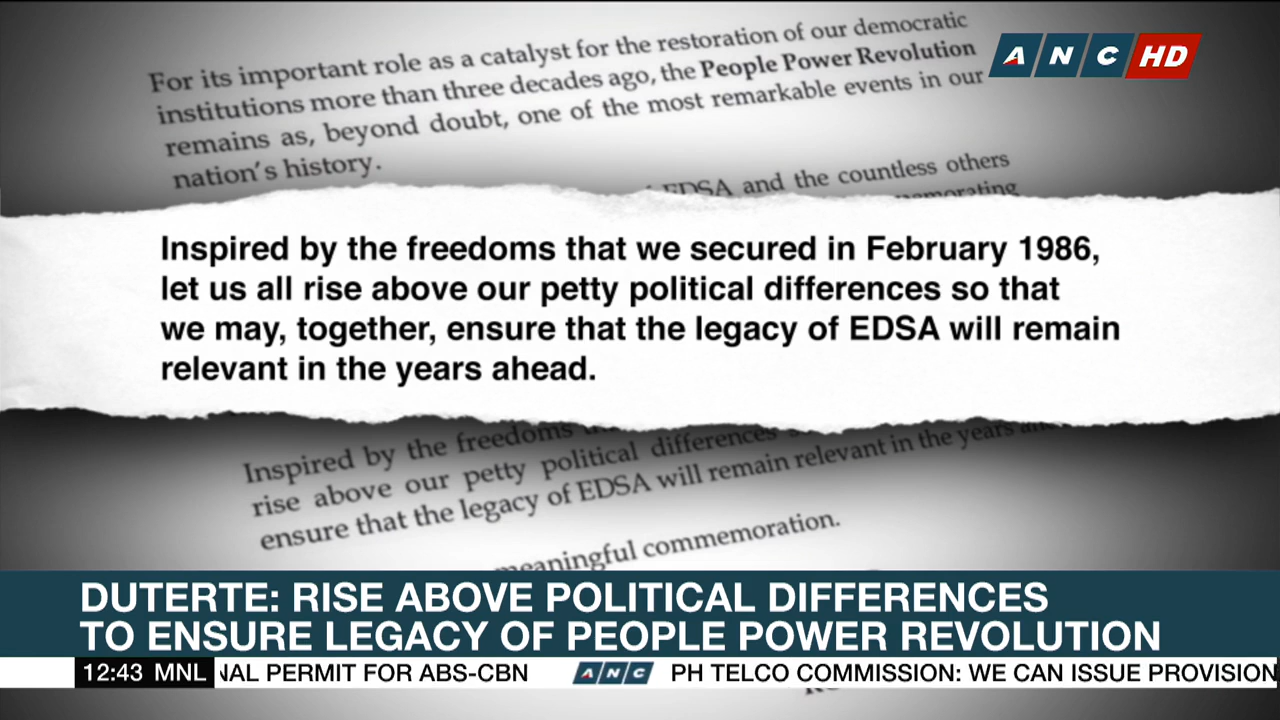 For its important role as a catalyst for the restoration of our democratic
institutions more than three decades ago, the People Power Revolution
remains as, beyond doubt, one of the most remarkable events in our
nation's history.
ANC HD
EDSA and the countless others
Inspired by the freedoms that we secured in February 1986,
let us all rise above our petty political differences so that
we may, together, ensure that the legacy of EDSA will remain
relevant in the years ahead.
Inspired by the freedoms
rise above our petty political differences
ensure that the legacy of EDSA will remain relevant in the years
meaningful commemoration.
DUTERTE: RISE ABOVE POLITICAL DIFFERENCES
TO ENSURE LEGACY OF PEOPLE POWER REVOLUTION
12:43 MNL NAL PERMIT FOR ABS-CBN ANC PH TELCO COMMISSION: WE CAN ISSUE PROVISION